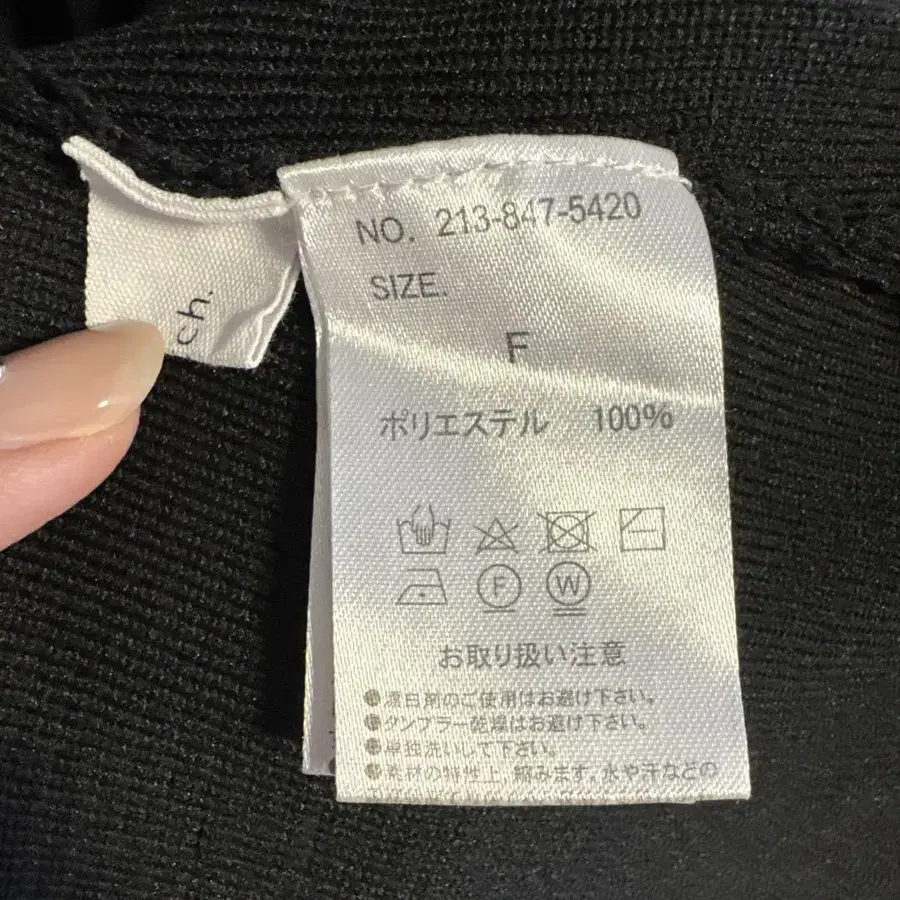 ch.
NO. 213-847-5420
SIZE.
F
ポリエステル 100%
F W
お取り扱い注意
●漂白剤のご使用はお避け下さい。
●タンブラー乾燥はお避け下さい。
●単独洗いして下さい。
●素材の特性上、縮みます。水や汗などの